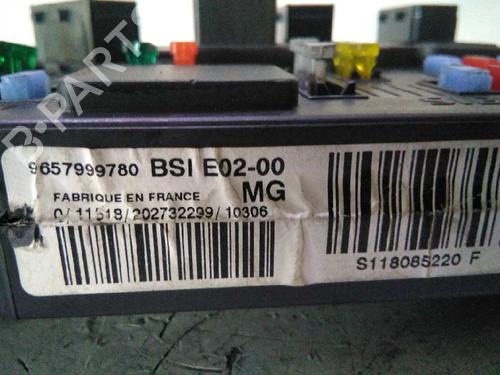 9657999780 BSI E02-00
FABRIQUE EN FRANCE MG
0/11518/202732299/10306
S118085220 F
B-PARTS